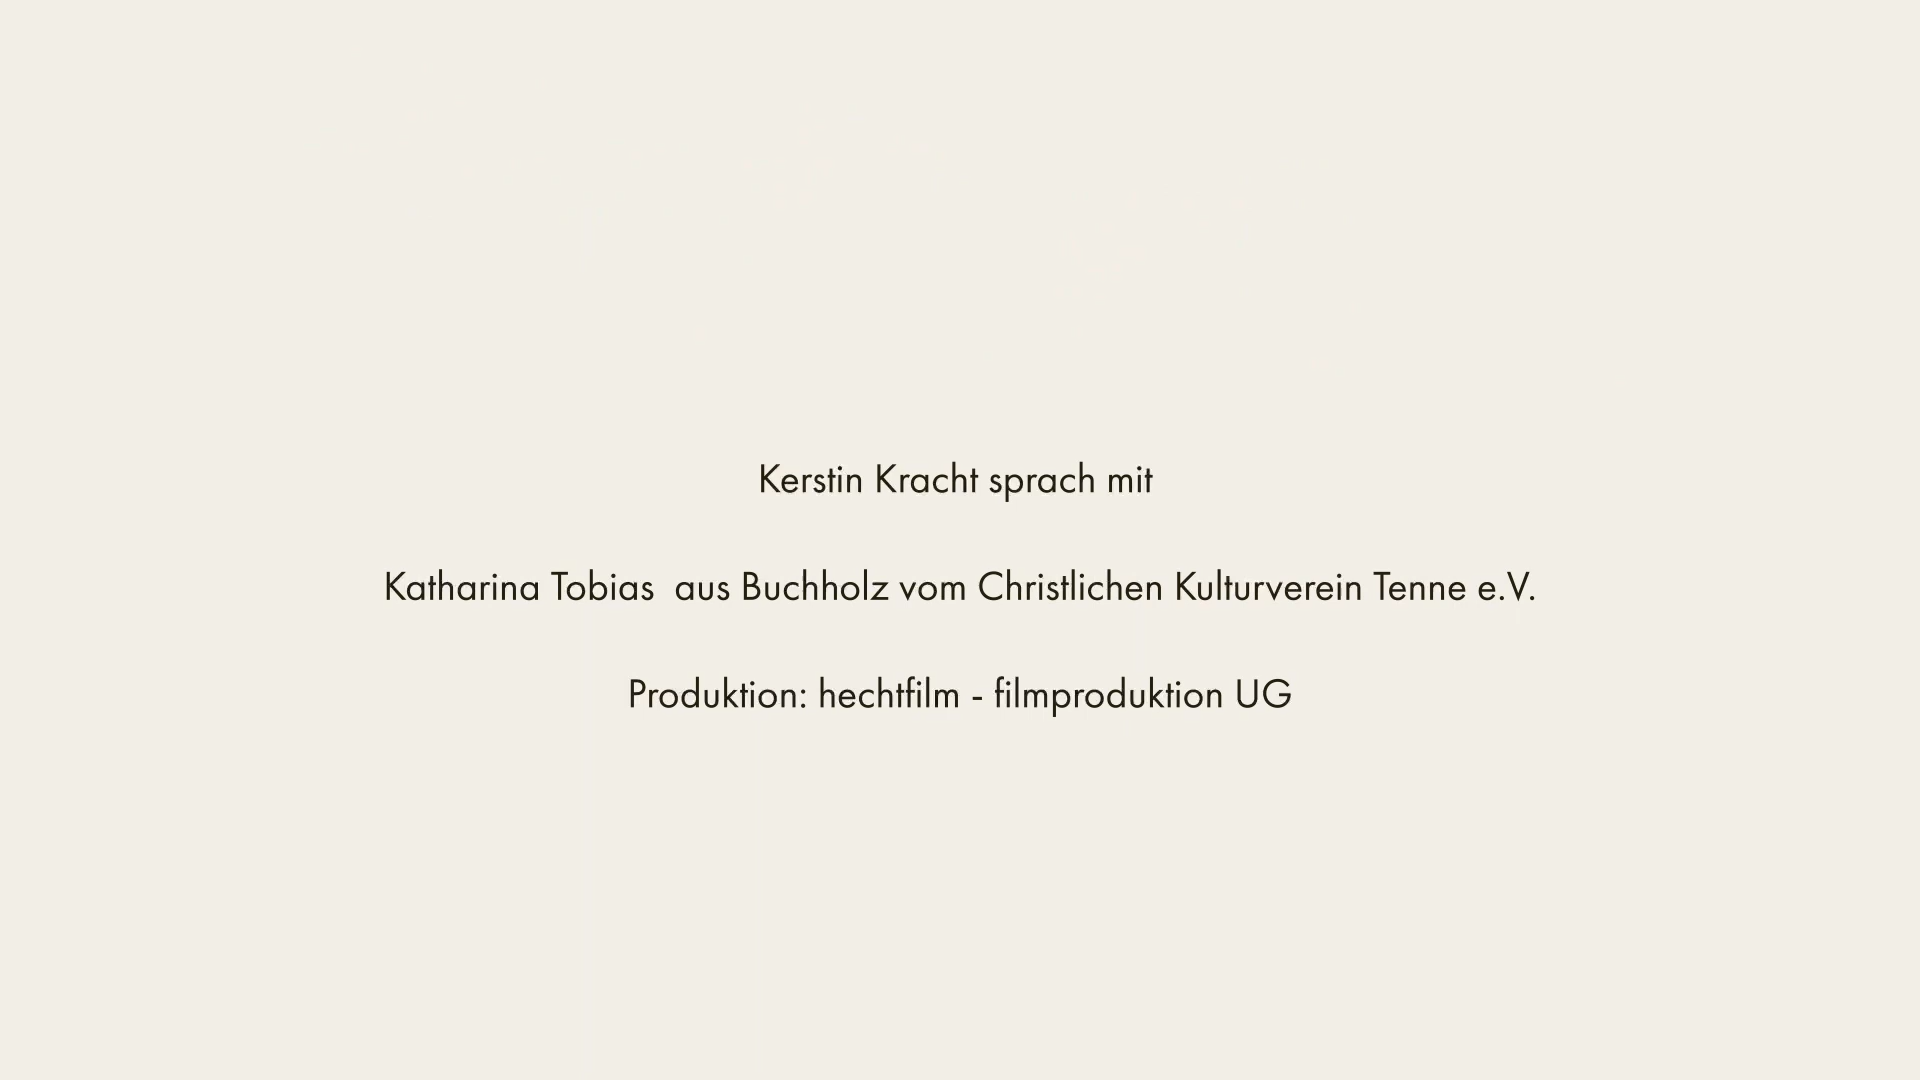 Kerstin Kracht sprach mit
Katharina Tobias  aus Buchholz vom Christlichen Kulturverein Tenne e.V.
Produktion: hechtfilm - filmproduktion UG